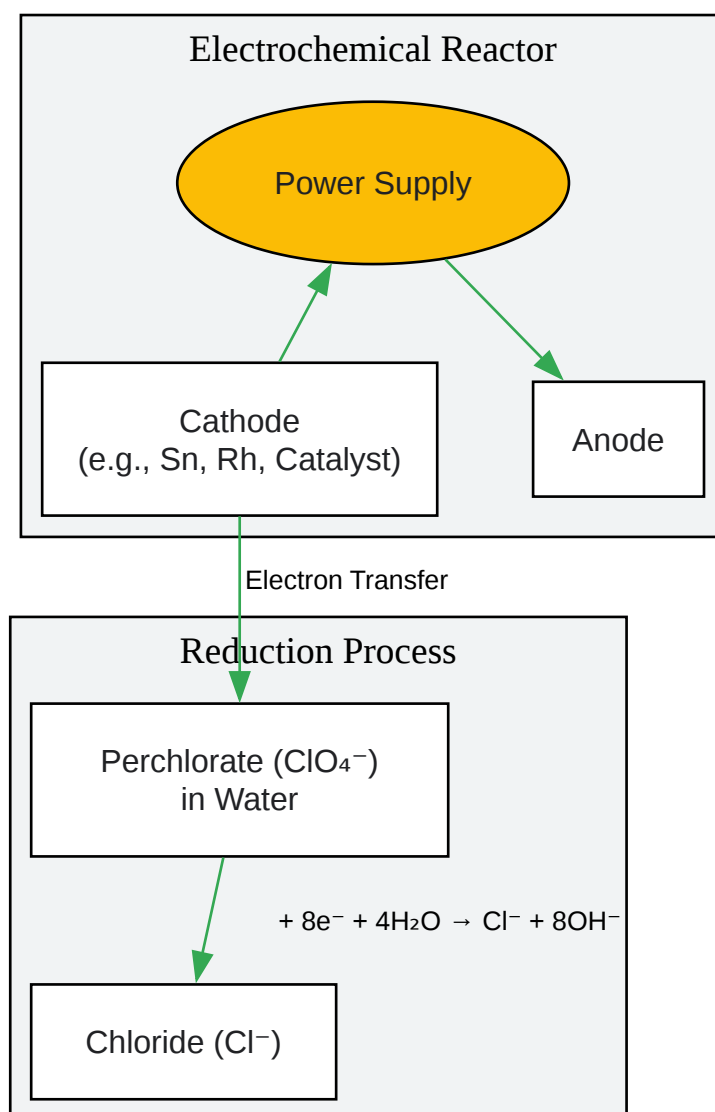 Electrochemical Reactor
Power Supply
Cathode
(e.g., Sn, Rh, Catalyst)
Anode
Electron Transfer
Reduction Process
Perchlorate (ClO₄⁻)
in Water
+ 8e⁻ + 4H₂O → Cl⁻ + 8OH⁻
Chloride (Cl⁻)